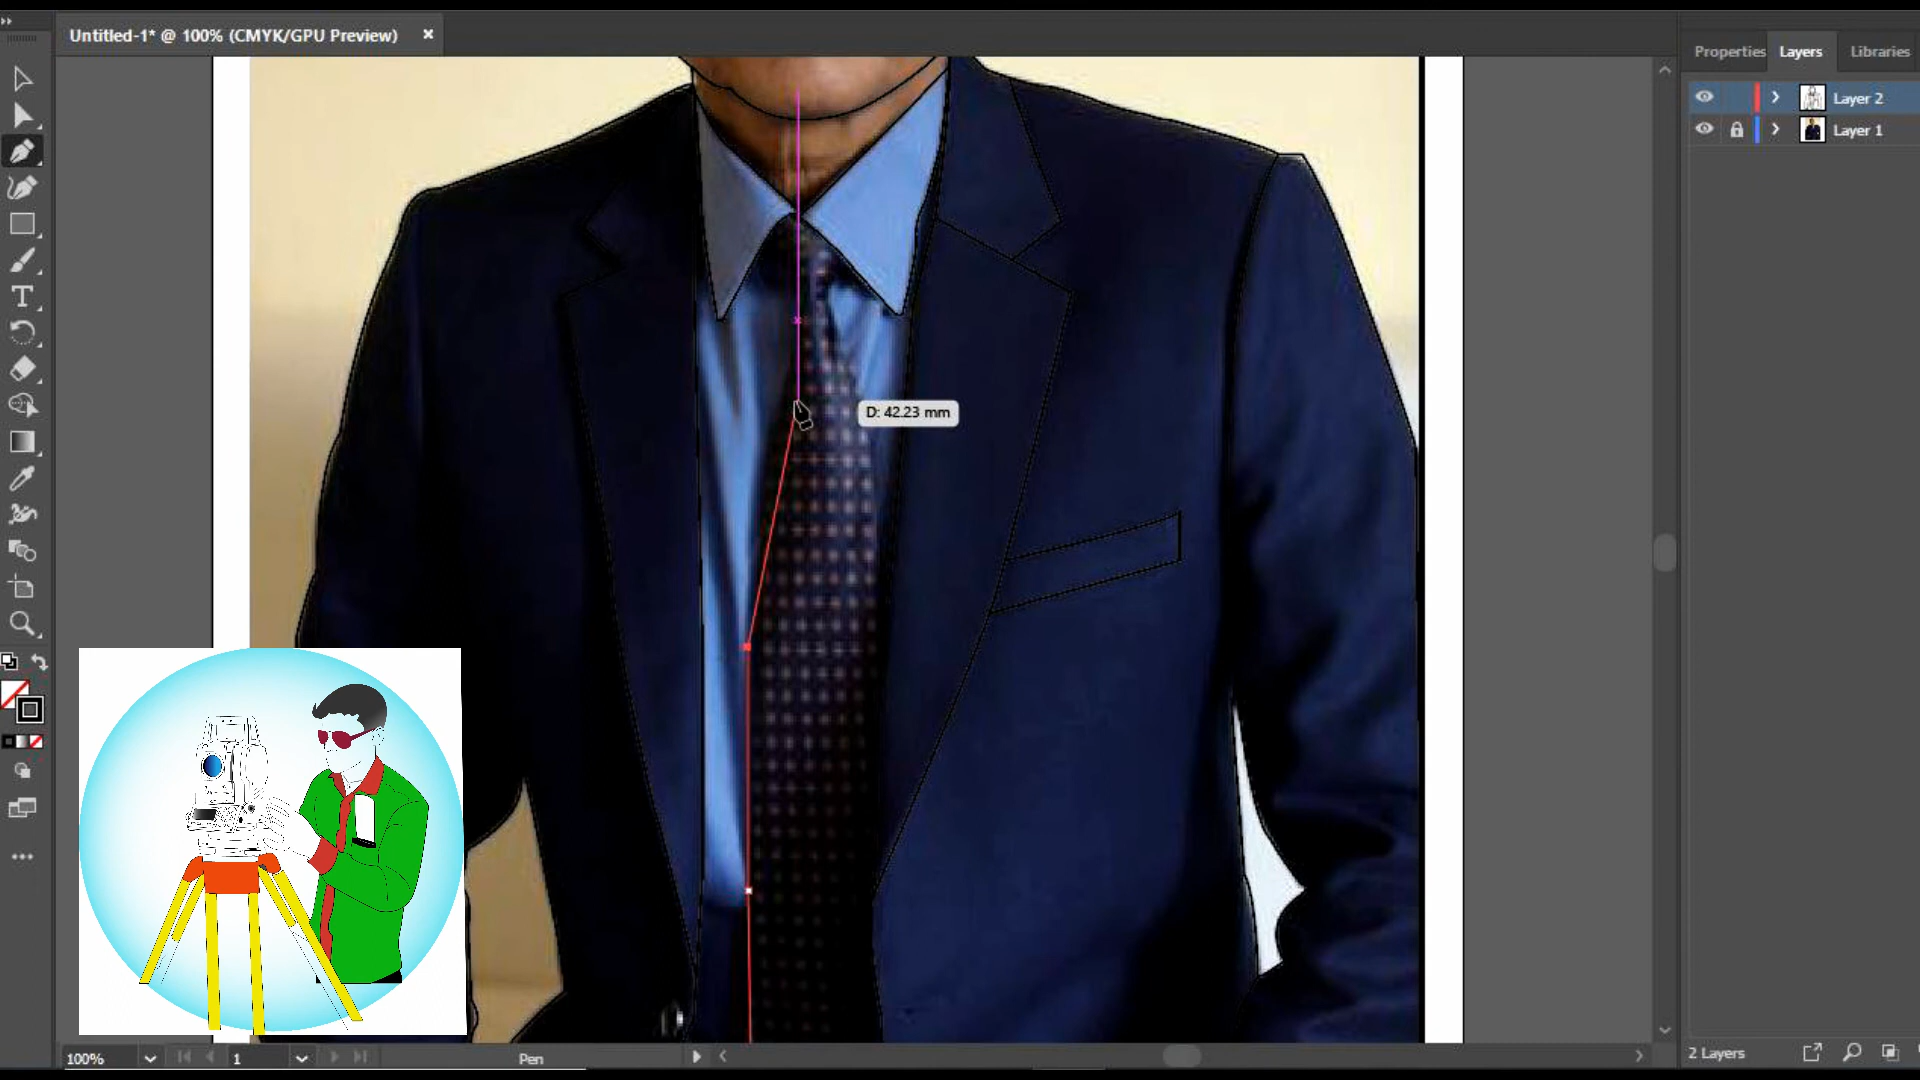 Untitled-1* @ 100% (CMYK/GPU Preview) ×
Properties Layers Libraries
Layer 2
Layer 1
D: 42.23 mm
100%
1
Pen
2 Layers